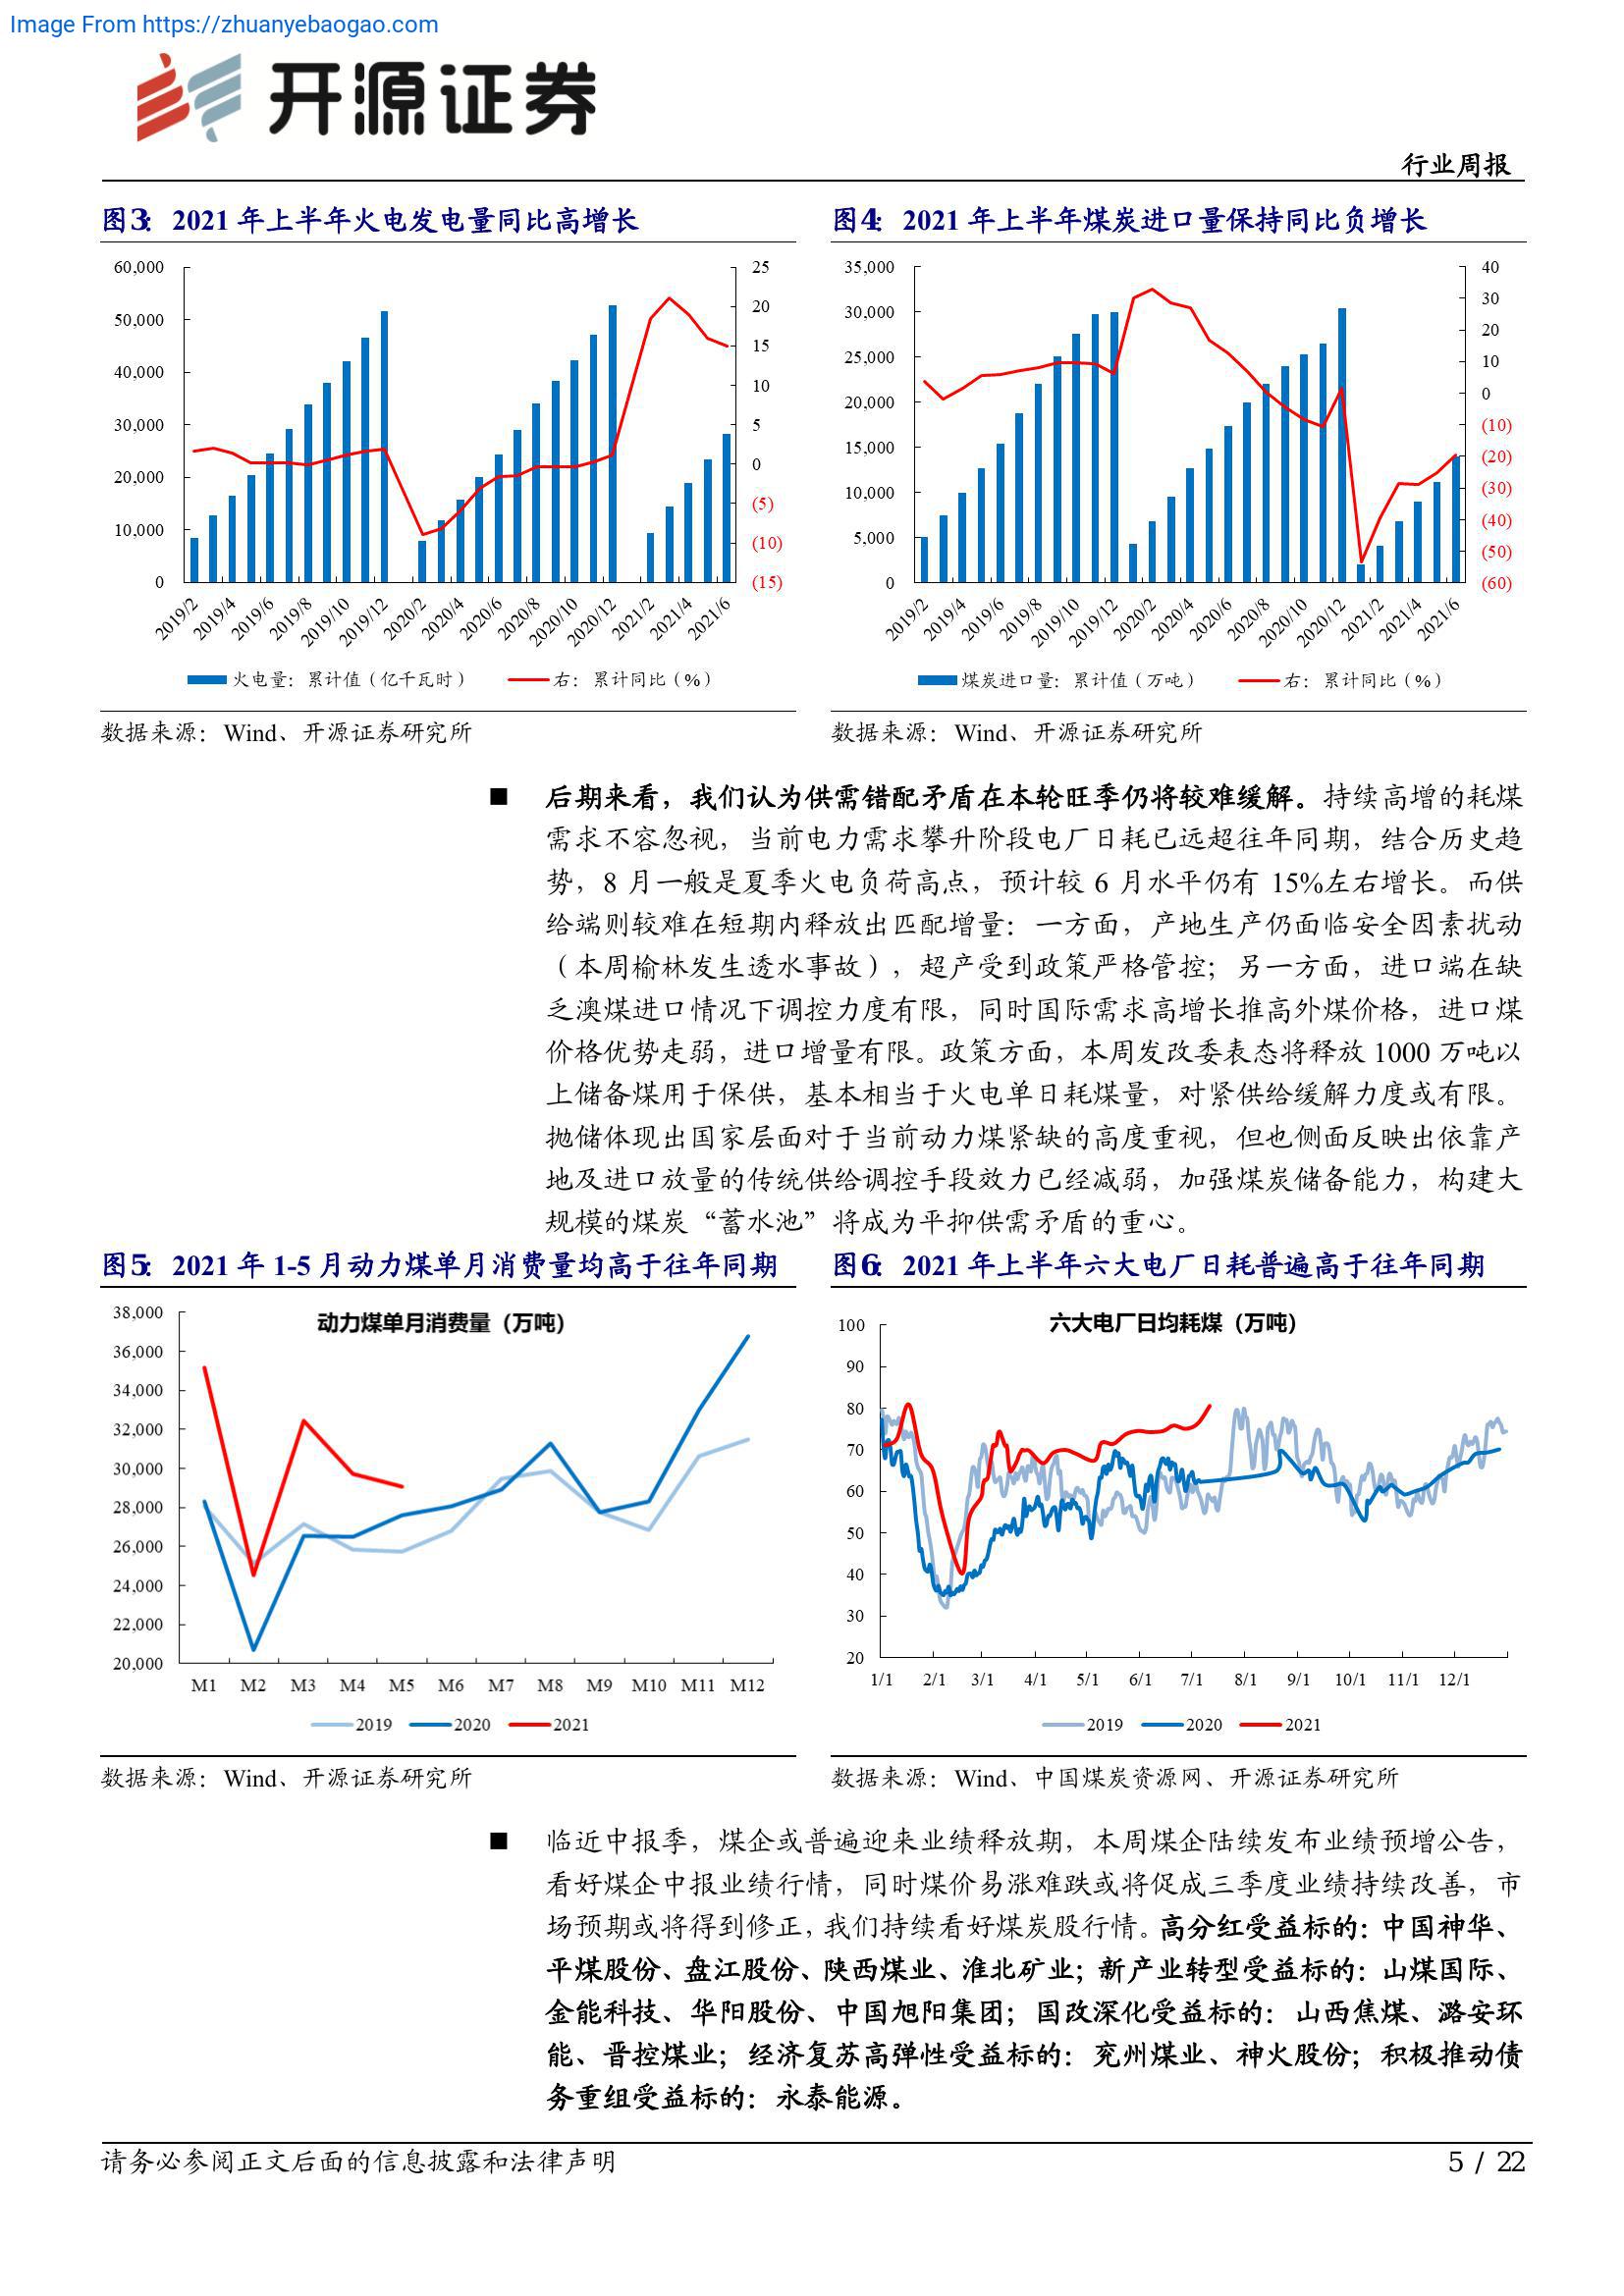 Image From https://zhuanyebaogao.com
开源证券
行业周报
图3: 2021 年上半年火电发电量同比高增长
60,000
50,000
40,000
30,000
20,000
10,000
0
25
20
15
10
5
0
(5)
(10)
(15)
2019/2 2019/4 2019/6 2019/8 2019/10 2019/12 2020/2 2020/4 2020/6 2020/8 2020/10 2020/12 2021/2 2021/4 2021/6
火电量：累计值（亿千瓦时） 右：累计同比（%）
数据来源：Wind、开源证券研究所
图4: 2021 年上半年煤炭进口量保持同比负增长
35,000
30,000
25,000
20,000
15,000
10,000
5,000
0
40
30
20
10
0
(10)
(20)
(30)
(40)
(50)
(60)
2019/2 2019/4 2019/6 2019/8 2019/10 2019/12 2020/2 2020/4 2020/6 2020/8 2020/10 2020/12 2021/2 2021/4 2021/6
煤炭进口量：累计值（万吨） 右：累计同比（%）
数据来源：Wind、开源证券研究所
■ 后期来看，我们认为供需错配矛盾在本轮旺季仍将较难缓解。持续高增的耗煤
需求不容忽视，当前电力需求攀升阶段电厂日耗已远超往年同期，结合历史趋
势，8 月一般是夏季火电负荷高点，预计较 6 月水平仍有 15%左右增长。而供
给端则较难在短期内释放出匹配增量：一方面，产地生产仍面临安全因素扰动
（本周榆林发生透水事故），超产受到政策严格管控；另一方面，进口端在缺
乏澳煤进口情况下调控力度有限，同时国际需求高增长推高外煤价格，进口煤
价格优势走弱，进口增量有限。政策方面，本周发改委表态将释放 1000 万吨以
上储备煤用于保供，基本相当于火电单日耗煤量，对紧供给缓解力度或有限。
抛储体现出国家层面对于当前动力煤紧缺的高度重视，但也侧面反映出依靠产
地及进口放量的传统供给调控手段效力已经减弱，加强煤炭储备能力，构建大
规模的煤炭“蓄水池”将成为平抑供需矛盾的重心。
图5: 2021 年 1-5 月动力煤单月消费量均高于往年同期
动力煤单月消费量（万吨）
38,000
36,000
34,000
32,000
30,000
28,000
26,000
24,000
22,000
20,000
M1 M2 M3 M4 M5 M6 M7 M8 M9 M10 M11 M12
2019 2020 2021
数据来源：Wind、开源证券研究所
图6: 2021 年上半年六大电厂日耗普遍高于往年同期
六大电厂日均耗煤（万吨）
100
90
80
70
60
50
40
30
20
1/1 2/1 3/1 4/1 5/1 6/1 7/1 8/1 9/1 10/1 11/1 12/1
2019 2020 2021
数据来源：Wind、中国煤炭资源网、开源证券研究所
■ 临近中报季，煤企或普遍迎来业绩释放期，本周煤企陆续发布业绩预增公告，
看好煤企中报业绩行情，同时煤价易涨难跌或将促成三季度业绩持续改善，市
场预期或将得到修正，我们持续看好煤炭股行情。高分红受益标的：中国神华、
平煤股份、盘江股份、陕西煤业、淮北矿业；新产业转型受益标的：山煤国际、
金能科技、华阳股份、中国旭阳集团；国改深化受益标的：山西焦煤、潞安环
能、晋控煤业；经济复苏高弹性受益标的：兖州煤业、神火股份；积极推动债
务重组受益标的：永泰能源。
请务必参阅正文后面的信息披露和法律声明
5 / 22